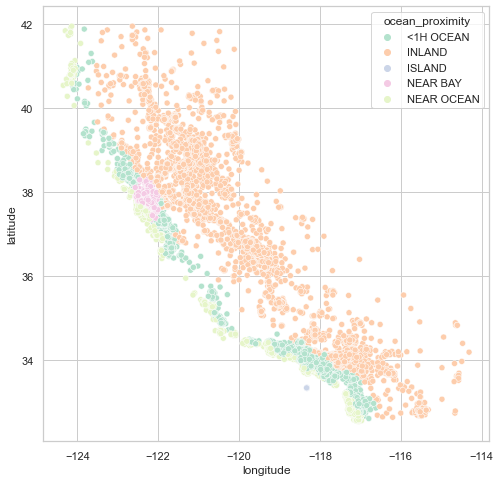 ocean_proximity
<1H OCEAN
INLAND
ISLAND
NEAR BAY
NEAR OCEAN
42
40
38
36
34
latitude
−124
−122
−120
−118
−116
−114
longitude